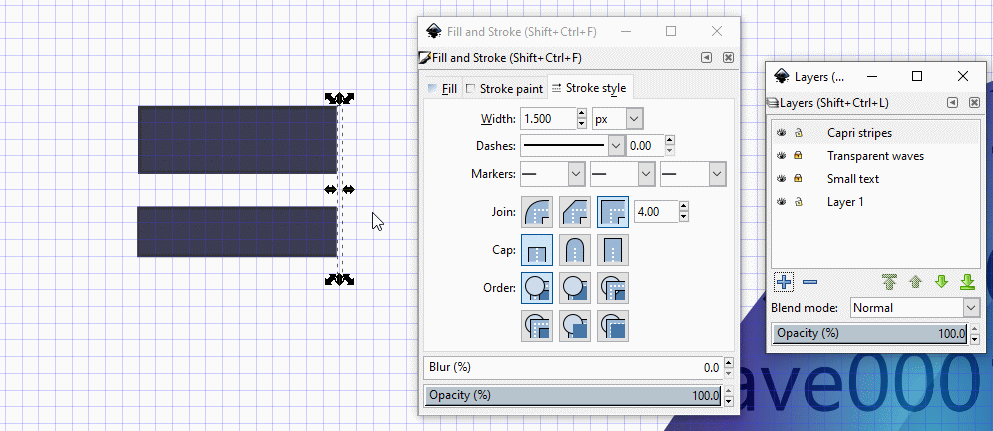 Fill and Stroke (Shift+Ctrl+F)
Fill and Stroke (Shift+Ctrl+F)
Fill
Stroke paint
Stroke style
Width: 1.500 px
Dashes: 0.00
Markers:
Join: 4.00
Cap:
Order:
Blur (%) 0.0
Opacity (%) 100.0
Layers (...
Layers (Shift+Ctrl+L)
Capri stripes
Transparent waves
Small text
Layer 1
Blend mode: Normal
Opacity (%) 100.0
ave000